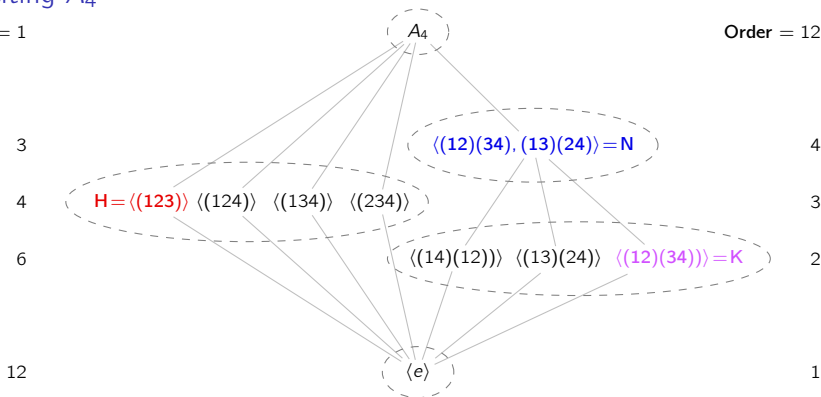 A₄
= 1 A₄ Order = 12
3 ⟨(12)(34), (13)(24)⟩ = N 4
4 H = ⟨(123)⟩ ⟨(124)⟩ ⟨(134)⟩ ⟨(234)⟩ 3
6 ⟨(14)(12))⟩ ⟨(13)(24)⟩ ⟨(12)(34))⟩ = K 2
12 ⟨e⟩ 1